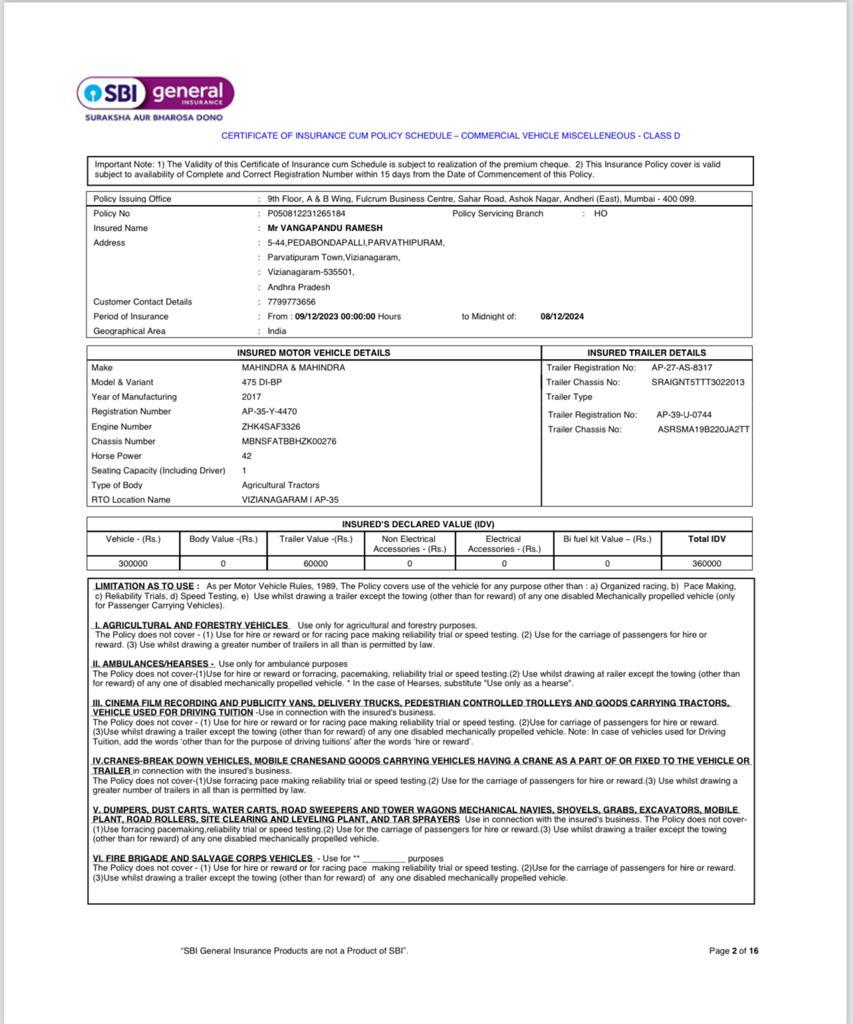 SBI general
INSURANCE
SURAKSHA AUR BHAROSA DONO
CERTIFICATE OF INSURANCE CUM POLICY SCHEDULE – COMMERCIAL VEHICLE MISCELLENEOUS - CLASS D
Important Note: 1) The Validity of this Certificate of Insurance cum Schedule is subject to realization of the premium cheque. 2) This Insurance Policy cover is valid
subject to availability of Complete and Correct Registration Number within 15 days from the Date of Commencement of this Policy.
Policy Issuing Office : 9th Floor, A & B Wing, Fulcrum Business Centre, Sahar Road, Ashok Nagar, Andheri (East), Mumbai - 400 099.
Policy No : P050812231265184 Policy Servicing Branch : HO
Insured Name : Mr VANGAPANDU RAMESH
Address : 5-44,PEDABONDAPALLI,PARVATHIPURAM,
: Parvatipuram Town,Vizianagaram,
: Vizianagaram-535501,
: Andhra Pradesh
Customer Contact Details : 7799773656
Period of Insurance : From : 09/12/2023 00:00:00 Hours to Midnight of: 08/12/2024
Geographical Area : India
INSURED MOTOR VEHICLE DETAILS INSURED TRAILER DETAILS
Make MAHINDRA & MAHINDRA Trailer Registration No: AP-27-AS-8317
Model & Variant 475 DI-BP Trailer Chassis No: SRAIGNT5TTT3022013
Year of Manufacturing 2017 Trailer Type
Registration Number AP-35-Y-4470 Trailer Registration No: AP-39-U-0744
Engine Number ZHK4SAF3326 Trailer Chassis No: ASRSMA19B220JA2TT
Chassis Number MBNSFATBBHZK00276
Horse Power 42
Seating Capacity (Including Driver) 1
Type of Body Agricultural Tractors
RTO Location Name VIZIANAGARAM I AP-35
INSURED'S DECLARED VALUE (IDV)
Vehicle - (Rs.) Body Value -(Rs.) Trailer Value -(Rs.) Non Electrical Accessories - (Rs.) Electrical Accessories - (Rs.) Bi fuel kit Value – (Rs.) Total IDV
300000 0 60000 0 0 0 360000
LIMITATION AS TO USE : As per Motor Vehicle Rules, 1989, The Policy covers use of the vehicle for any purpose other than : a) Organized racing, b) Pace Making,
c) Reliability Trials, d) Speed Testing, e) Use whilst drawing a trailer except the towing (other than for reward) of any one disabled Mechanically propelled vehicle (only
for Passenger Carrying Vehicles).
I. AGRICULTURAL AND FORESTRY VEHICLES Use only for agricultural and forestry purposes.
The Policy does not cover - (1) Use for hire or reward or for racing pace making reliability trial or speed testing. (2) Use for the carriage of passengers for hire or
reward. (3) Use whilst drawing a greater number of trailers in all than is permitted by law.
II. AMBULANCES/HEARSES - Use only for ambulance purposes
The Policy does not cover-(1)Use for hire or reward or forracing, pacemaking, reliability trial or speed testing.(2) Use whilst drawing at railer except the towing (other than
for reward) of any one of disabled mechanically propelled vehicle. * In the case of Hearses, substitute "Use only as a hearse".
III. CINEMA FILM RECORDING AND PUBLICITY VANS, DELIVERY TRUCKS, PEDESTRIAN CONTROLLED TROLLEYS AND GOODS CARRYING TRACTORS,
VEHICLE USED FOR DRIVING TUITION -Use in connection with the insured's business.
The Policy does not cover - (1) Use for hire or reward or for racing pace making reliability trial or speed testing. (2)Use for carriage of passengers for hire or reward.
(3)Use whilst drawing a trailer except the towing (other than for reward) of any one disabled mechanically propelled vehicle. Note: In case of vehicles used for Driving
Tuition, add the words 'other than for the purpose of driving tuitions' after the words 'hire or reward'.
IV.CRANES-BREAK DOWN VEHICLES, MOBILE CRANESAND GOODS CARRYING VEHICLES HAVING A CRANE AS A PART OF OR FIXED TO THE VEHICLE OR
TRAILER in connection with the insured's business.
The Policy does not cover-(1)Use forracing pace making reliability trial or speed testing.(2) Use for the carriage of passengers for hire or reward.(3) Use whilst drawing a
greater number of trailers in all than is permitted by law.
V. DUMPERS, DUST CARTS, WATER CARTS, ROAD SWEEPERS AND TOWER WAGONS MECHANICAL NAVIES, SHOVELS, GRABS, EXCAVATORS, MOBILE
PLANT, ROAD ROLLERS, SITE CLEARING AND LEVELING PLANT, AND TAR SPRAYERS Use in connection with the insured's business. The Policy does not cover-
(1)Use forracing pacemaking,reliability trial or speed testing.(2) Use for the carriage of passengers for hire or reward.(3) Use whilst drawing a trailer except the towing
(other than for reward) of any one disabled mechanically propelled vehicle.
VI. FIRE BRIGADE AND SALVAGE CORPS VEHICLES - Use for ** __________ purposes
The Policy does not cover - (1) Use for hire or reward or for racing pace making reliability trial or speed testing. (2)Use for the carriage of passengers for hire or reward.
(3)Use whilst drawing a trailer except the towing (other than for reward) of any one disabled mechanically propelled vehicle.
"SBI General Insurance Products are not a Product of SBI". Page 2 of 16